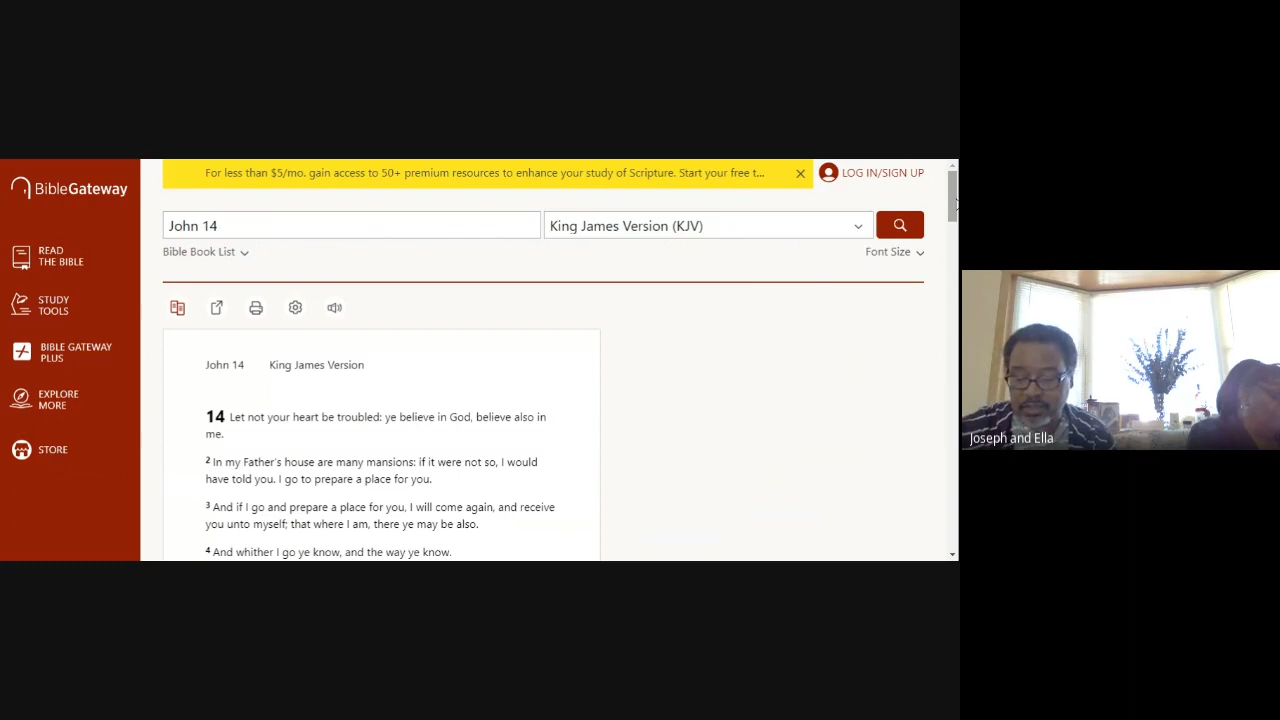 For less than $5/mo. gain access to 50+ premium resources to enhance your study of Scripture. Start your free t...
LOG IN/SIGN UP
BibleGateway
John 14
King James Version (KJV)
Bible Book List
Font Size
READ
THE BIBLE
STUDY
TOOLS
BIBLE GATEWAY
PLUS
EXPLORE
MORE
STORE
John 14 King James Version
14 Let not your heart be troubled: ye believe in God, believe also in
me.
2 In my Father's house are many mansions: if it were not so, I would
have told you. I go to prepare a place for you.
3 And if I go and prepare a place for you, I will come again, and receive
you unto myself; that where I am, there ye may be also.
4 And whither I go ye know, and the way ye know.
Joseph and Ella